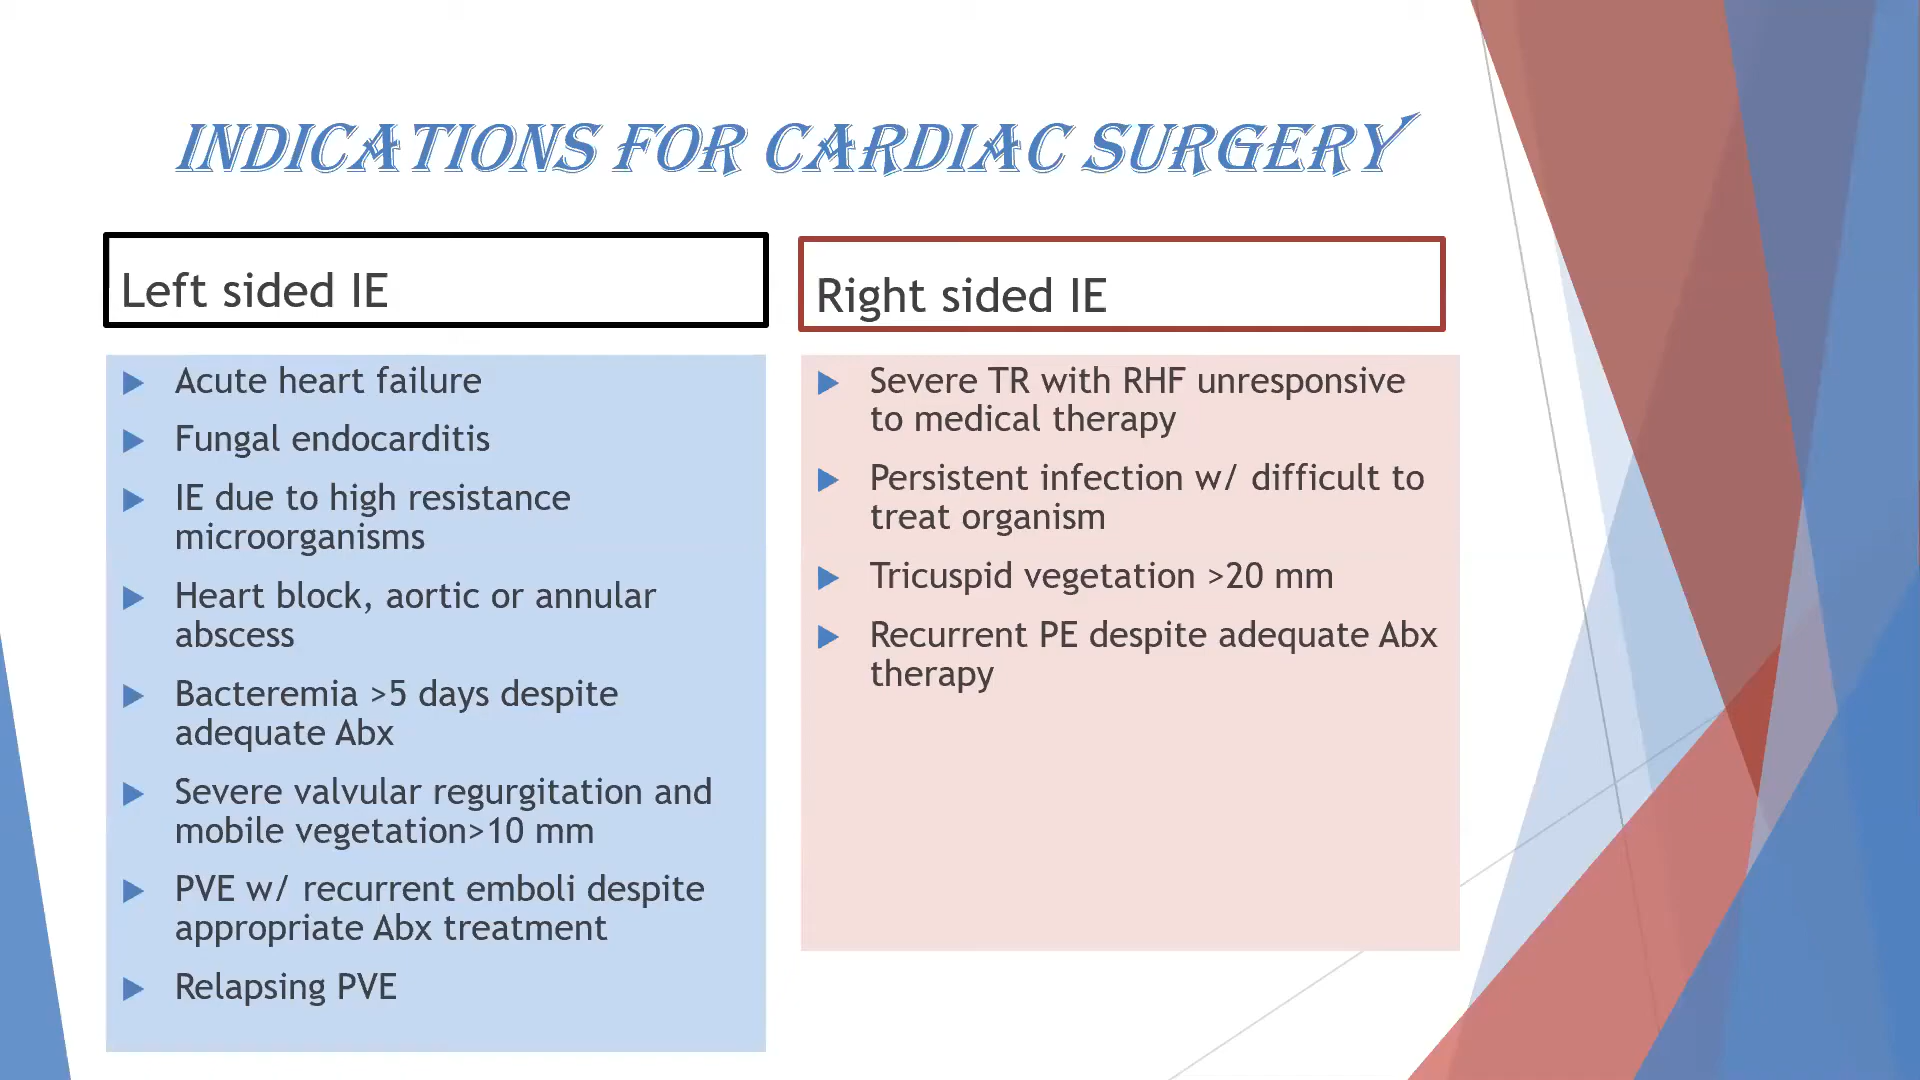 INDICATIONS FOR CARDIAC SURGERY
Left sided IE
Acute heart failure
Fungal endocarditis
IE due to high resistance
microorganisms
Heart block, aortic or annular
abscess
Bacteremia >5 days despite
adequate Abx
Severe valvular regurgitation and
mobile vegetation>10 mm
PVE w/ recurrent emboli despite
appropriate Abx treatment
Relapsing PVE
Right sided IE
Severe TR with RHF unresponsive
to medical therapy
Persistent infection w/ difficult to
treat organism
Tricuspid vegetation >20 mm
Recurrent PE despite adequate Abx
therapy